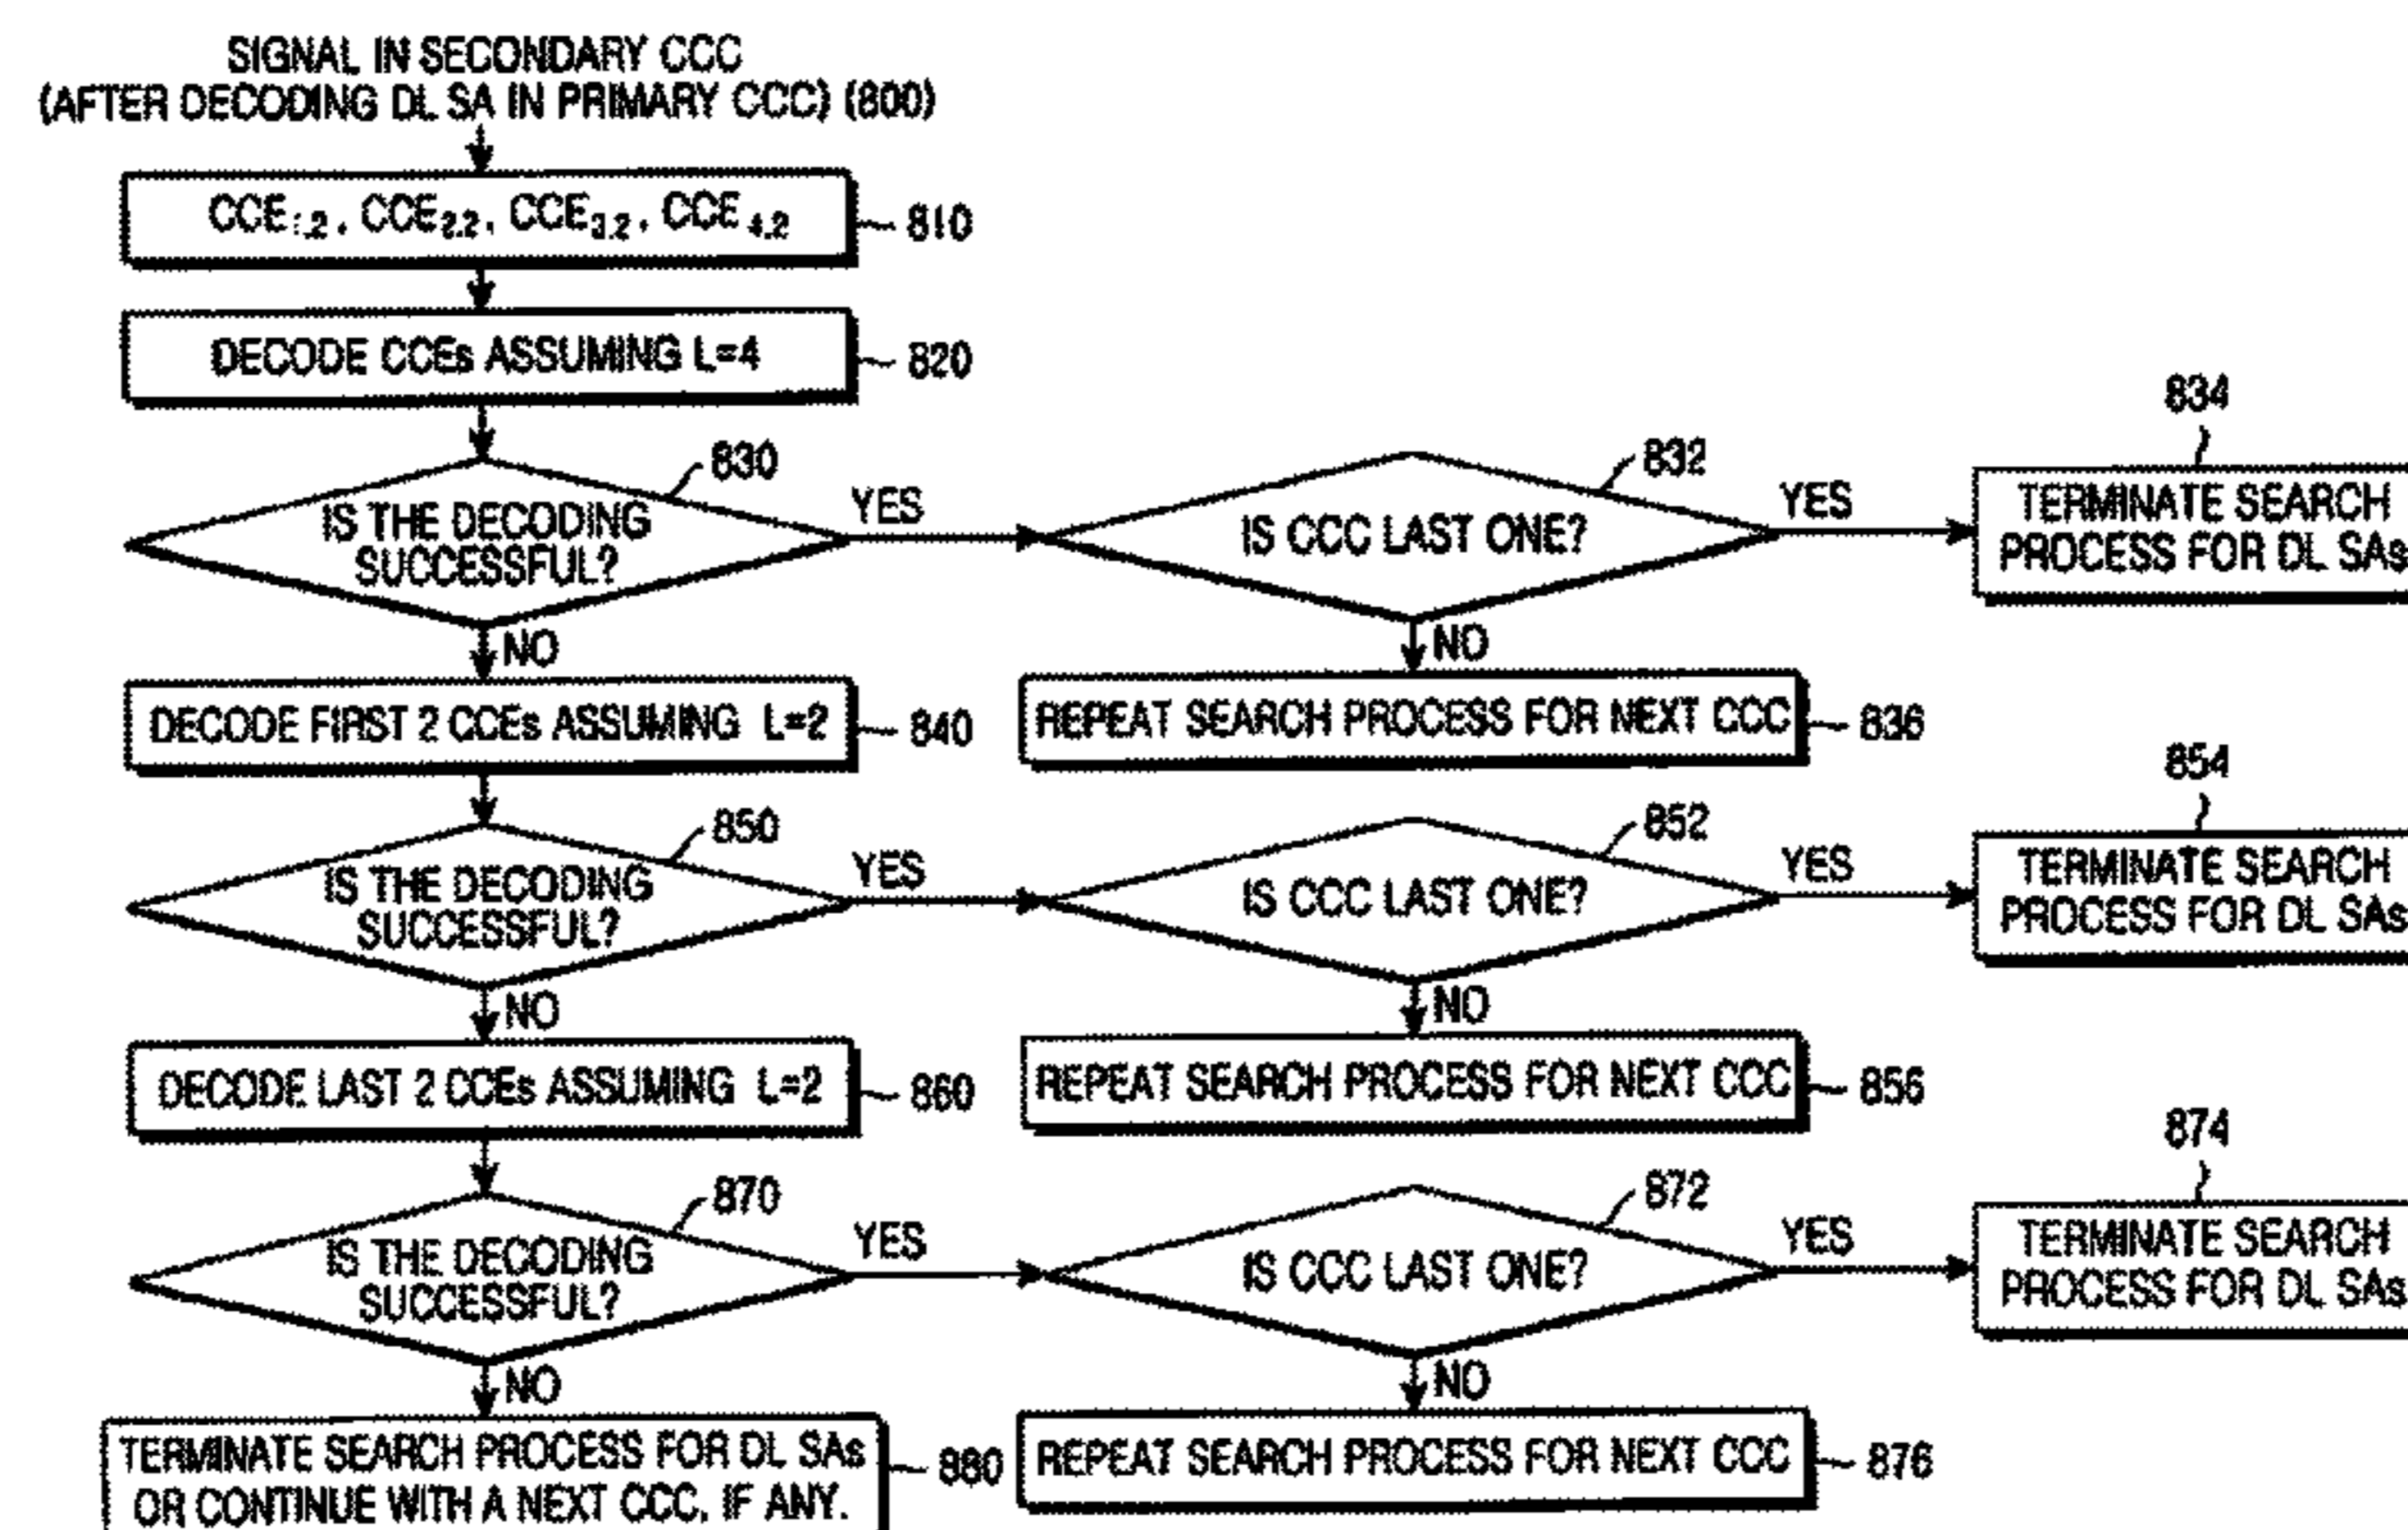 SIGNAL IN SECONDARY CCC
(AFTER DECODING DL SA IN PRIMARY CCC) (800)
CCE1.2, CCE2.2, CCE3.2, CCE4.2
810
DECODE CCEs ASSUMING L=4
820
834
830
832
IS THE DECODING
SUCCESSFUL?
YES
IS CCC LAST ONE?
YES
TERMINATE SEARCH
PROCESS FOR DL SAs
NO
NO
DECODE FIRST 2 CCEs ASSUMING L=2
840
REPEAT SEARCH PROCESS FOR NEXT CCC
836
854
850
852
IS THE DECODING
SUCCESSFUL?
YES
IS CCC LAST ONE?
YES
TERMINATE SEARCH
PROCESS FOR DL SAs
NO
NO
DECODE LAST 2 CCEs ASSUMING L=2
860
REPEAT SEARCH PROCESS FOR NEXT CCC
856
874
870
872
IS THE DECODING
SUCCESSFUL?
YES
IS CCC LAST ONE?
YES
TERMINATE SEARCH
PROCESS FOR DL SAs
NO
NO
TERMINATE SEARCH PROCESS FOR DL SAs
OR CONTINUE WITH A NEXT CCC, IF ANY.
880
REPEAT SEARCH PROCESS FOR NEXT CCC
876